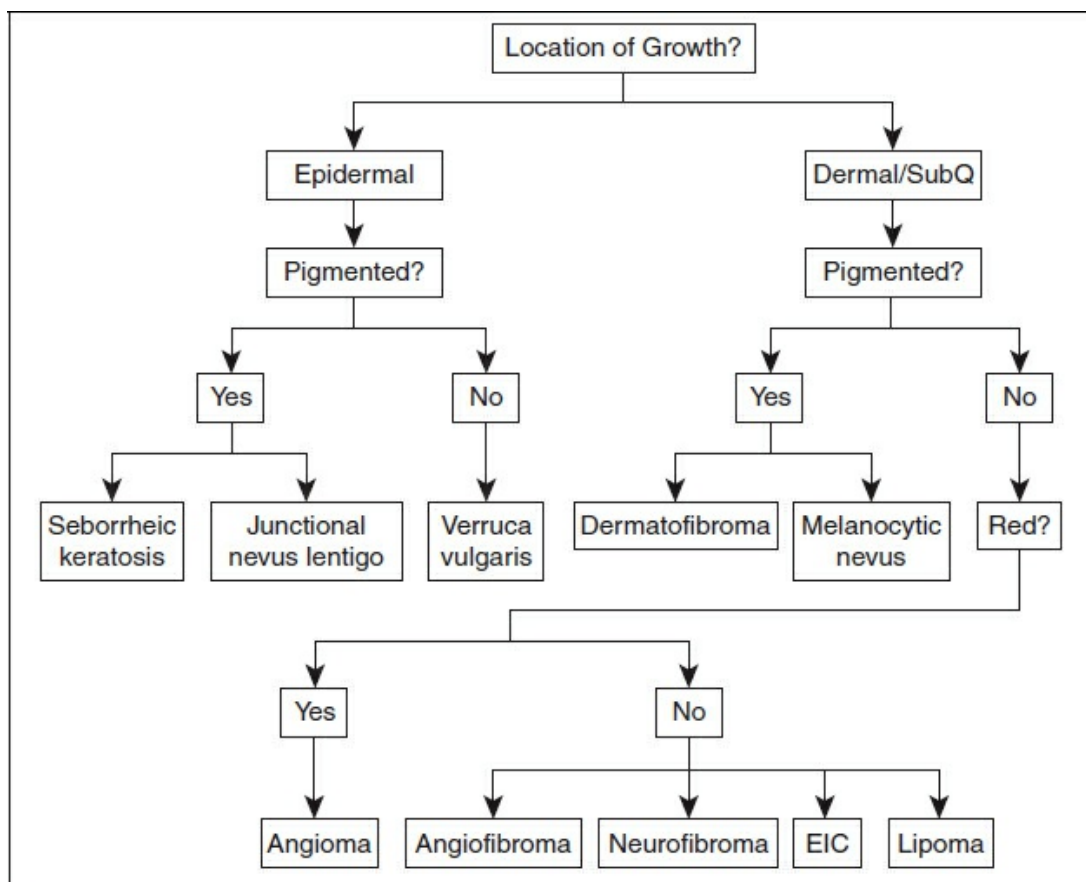 Location of Growth?
Epidermal
Dermal/SubQ
Pigmented?
Pigmented?
Yes
No
Yes
No
Seborrheic
keratosis
Junctional
nevus lentigo
Verruca
vulgaris
Dermatofibroma
Melanocytic
nevus
Red?
Yes
No
Angioma
Angiofibroma
Neurofibroma
EIC
Lipoma